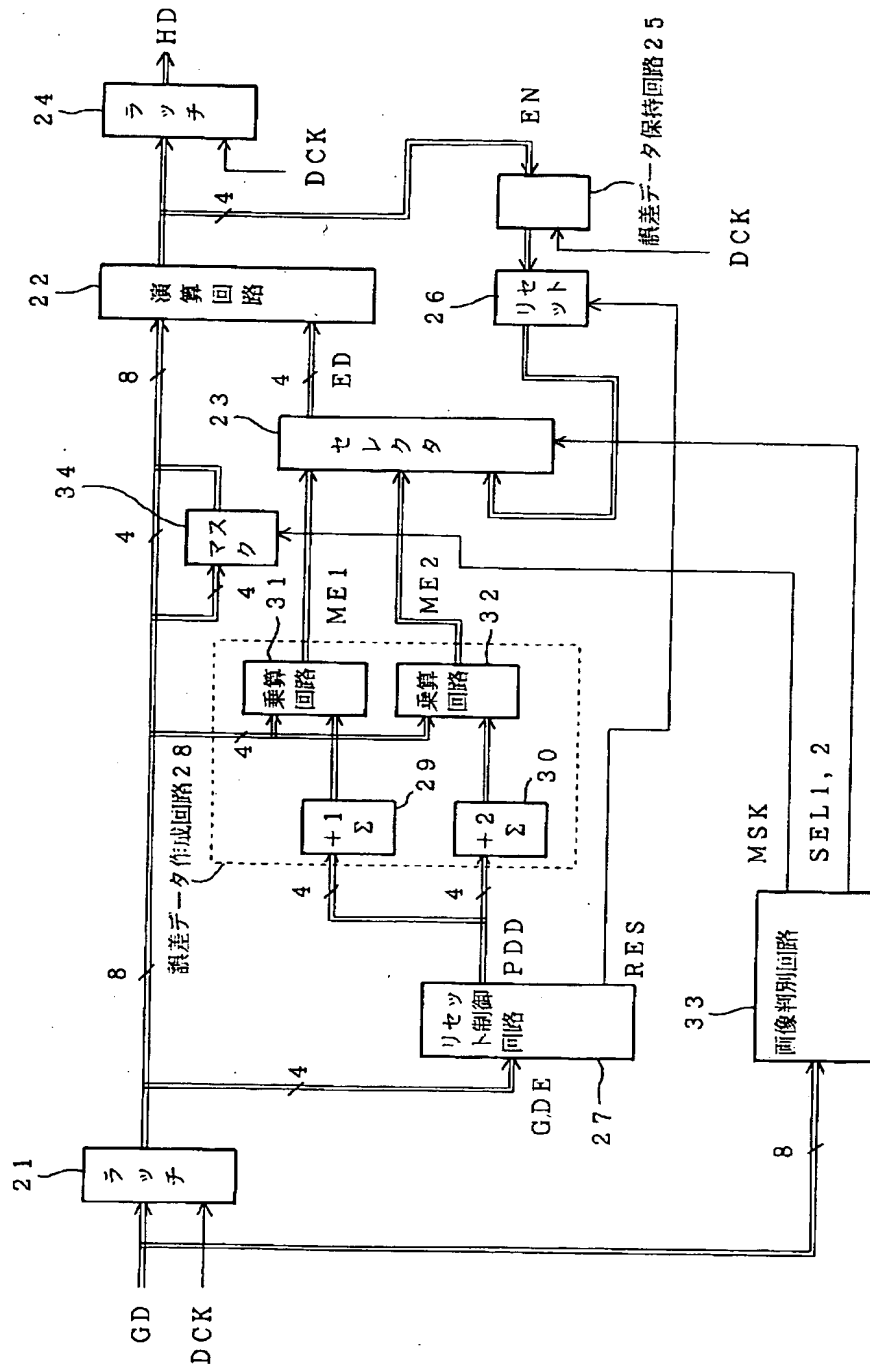 GD
DCK
21
ラッチ
8
4
GDE
27
リセット制御回路
PDD
RES
8
33
画像判別回路
MSK
SEL1,2
誤差データ作成回路28
4
4
+1
Σ
29
+2
Σ
30
4
乗算回路
31
乗算回路
32
ME1
ME2
34
マスク
4
4
8
23
セレクタ
4
ED
22
演算回路
4
26
リセット
EN
誤差データ保持回路25
DCK
24
ラッチ
DCK
HD